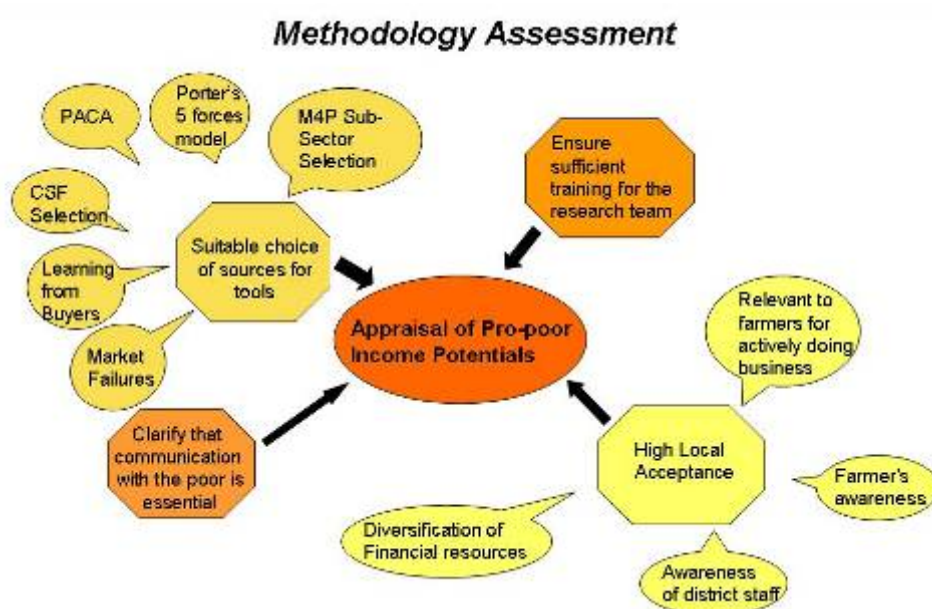 Methodology Assessment
PACA
Porter's
5 forces
model
M4P Sub-
Sector
Selection
Ensure
sufficient
training for the
research team
CSF
Selection
Suitable choice
of sources for
tools
Learning
from
Buyers
Market
Failures
Appraisal of Pro-poor
Income Potentials
Relevant to
farmers for
actively doing
business
Clarify that
communication
with the poor is
essential
High Local
Acceptance
Farmer's
awareness
Diversification of
Financial resources
Awareness
of district staff